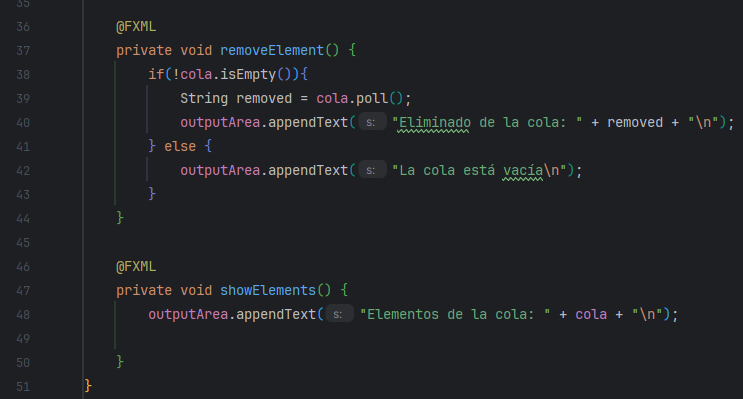 35
36 @FXML
37 private void removeElement() {
38 if(!cola.isEmpty()){
39 String removed = cola.poll();
40 outputArea.appendText( s: "Eliminado de la cola: " + removed + "\n");
41 } else {
42 outputArea.appendText( s: "La cola está vacía\n");
43 }
44 }
45
46 @FXML
47 private void showElements() {
48 outputArea.appendText( s: "Elementos de la cola: " + cola + "\n");
49
50 }
51 }